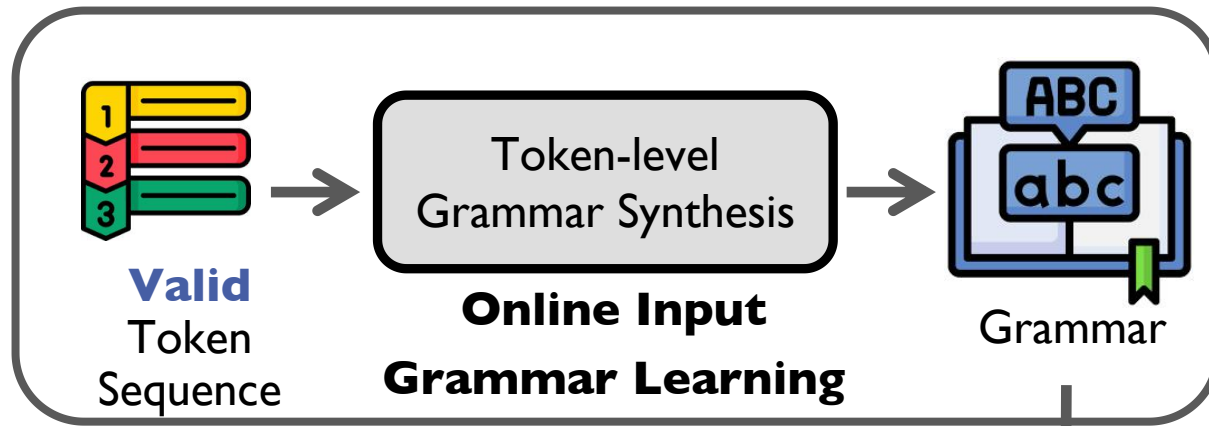 1
2
3
Valid
Token
Sequence
Token-level
Grammar Synthesis
Online Input
Grammar Learning
ABC
abc
Grammar